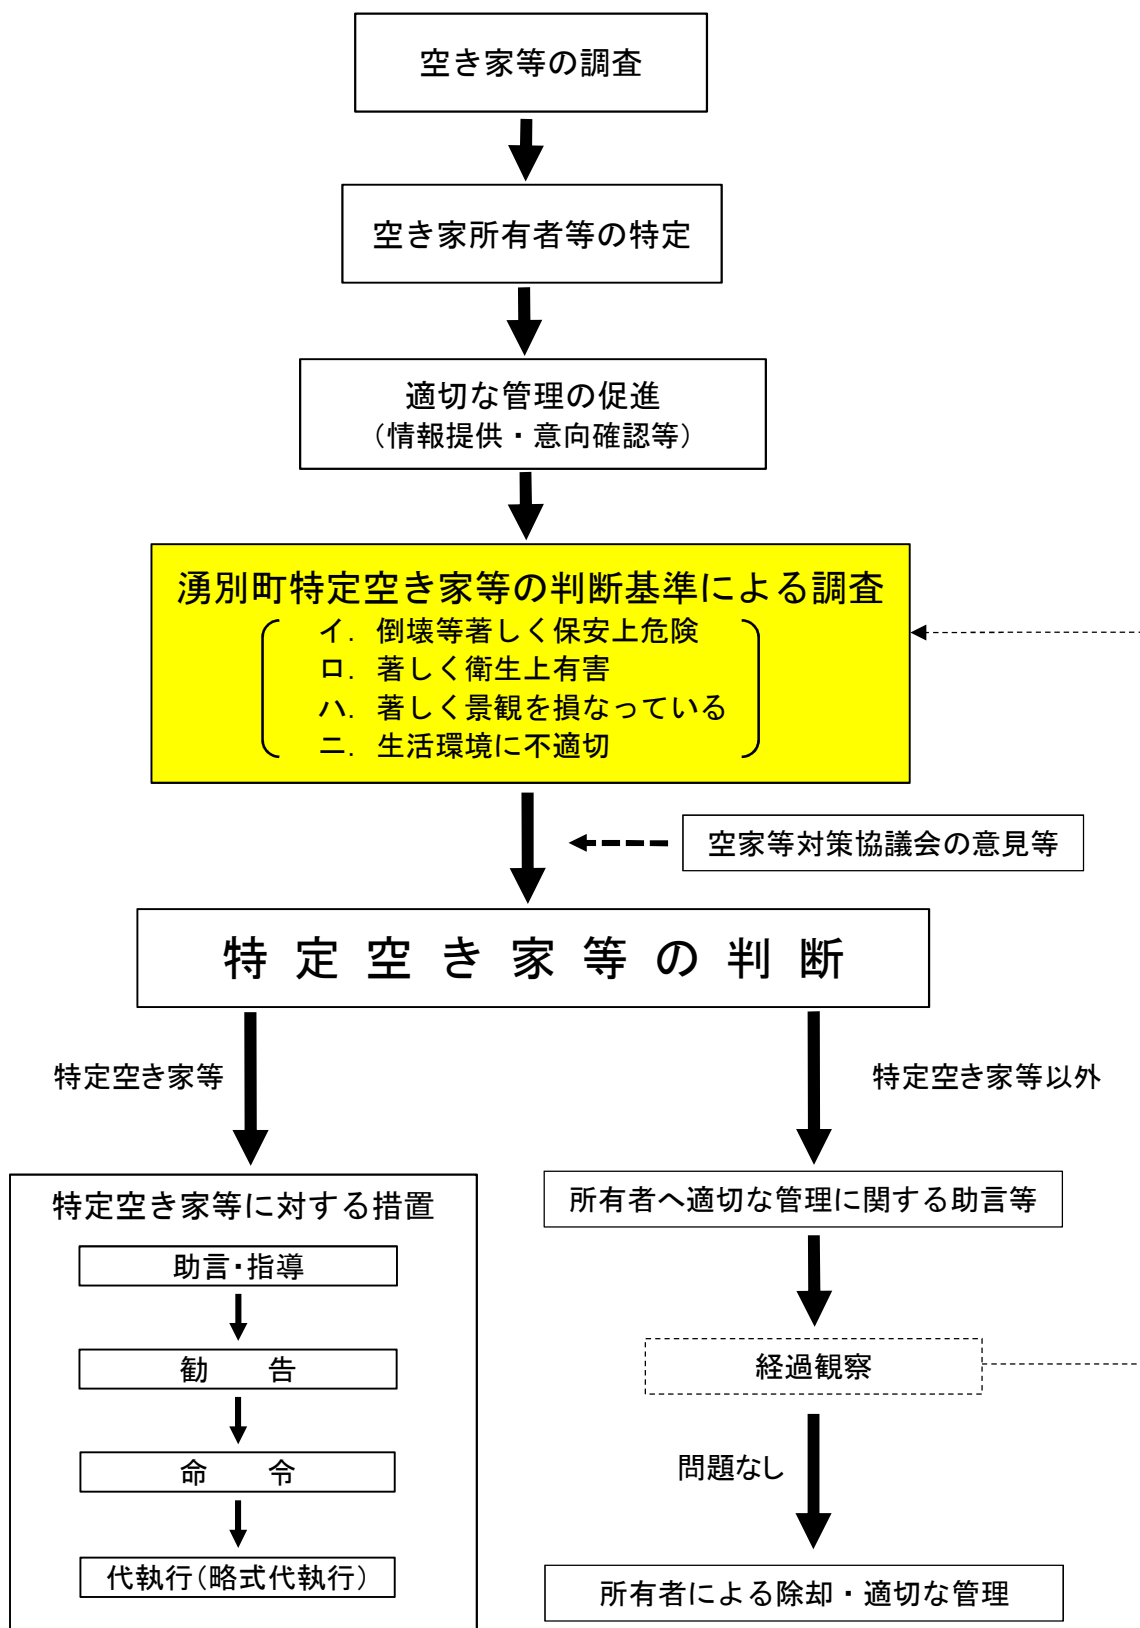 空き家等の調査
空き家所有者等の特定
適切な管理の促進
（情報提供・意向確認等）
湧別町特定空き家等の判断基準による調査
イ．倒壊等著しく保安上危険
ロ．著しく衛生上有害
ハ．著しく景観を損なっている
ニ．生活環境に不適切
空家等対策協議会の意見等
特定空き家等の判断
特定空き家等
特定空き家等以外
特定空き家等に対する措置
助言・指導
勧　　告
命　　令
代執行（略式代執行）
所有者へ適切な管理に関する助言等
経過観察
問題なし
所有者による除却・適切な管理